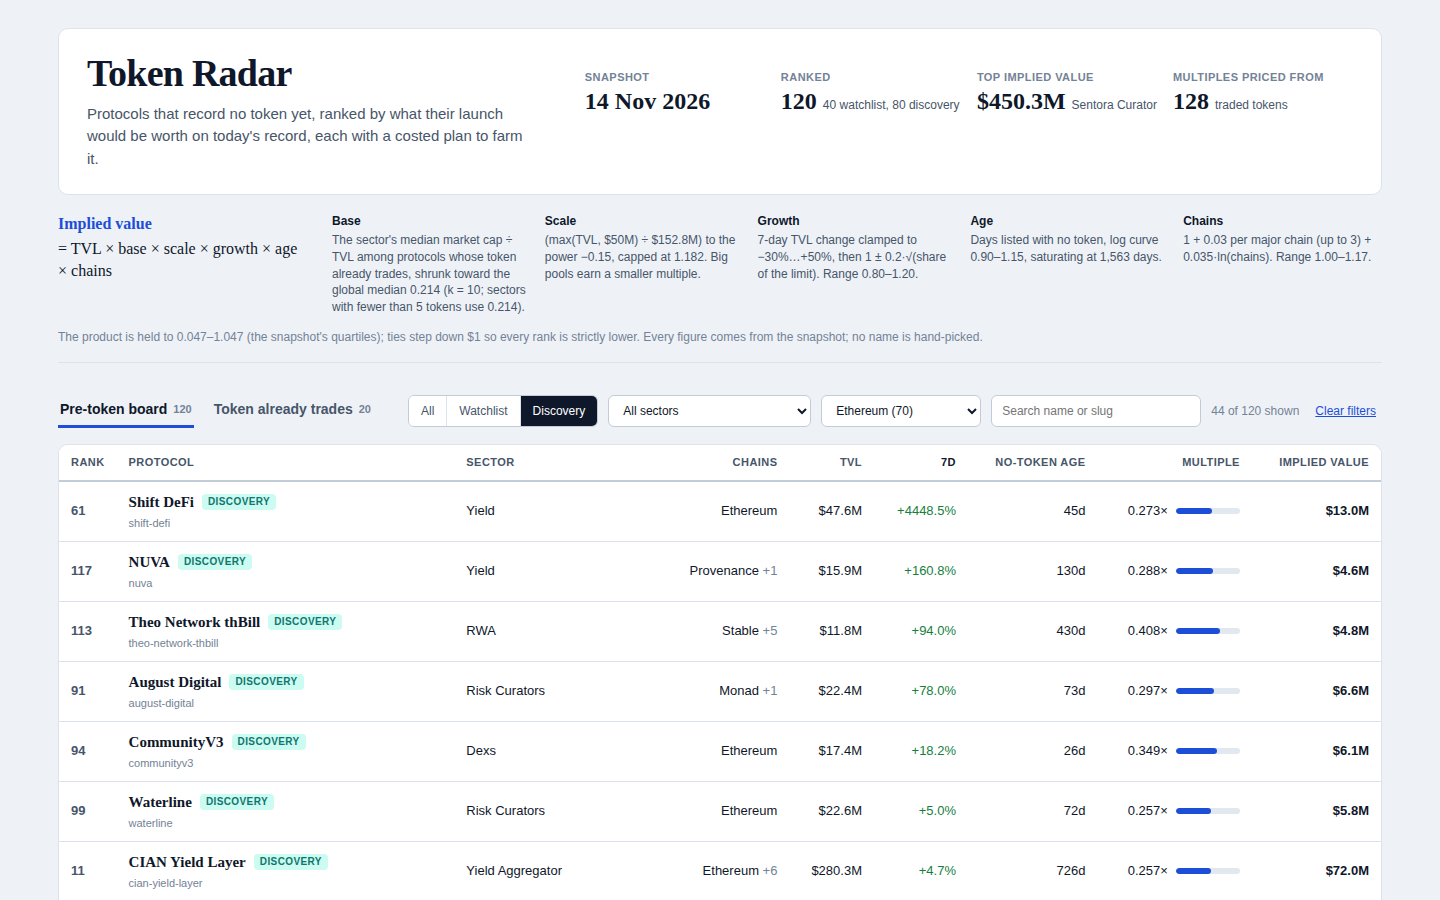 Token Radar
Protocols that record no token yet, ranked by what their launch
would be worth on today's record, each with a costed plan to farm
it.
SNAPSHOT
14 Nov 2026
RANKED
120 40 watchlist, 80 discovery
TOP IMPLIED VALUE
$450.3M Sentora Curator
MULTIPLES PRICED FROM
128 traded tokens
Implied value
= TVL × base × scale × growth × age
× chains
Base
The sector's median market cap ÷
TVL among protocols whose token
already trades, shrunk toward the
global median 0.214 (k = 10; sectors
with fewer than 5 tokens use 0.214).
Scale
(max(TVL, $50M) ÷ $152.8M) to the
power −0.15, capped at 1.182. Big
pools earn a smaller multiple.
Growth
7-day TVL change clamped to
−30%…+50%, then 1 ± 0.2·√(share
of the limit). Range 0.80–1.20.
Age
Days listed with no token, log curve
0.90–1.15, saturating at 1,563 days.
Chains
1 + 0.03 per major chain (up to 3) +
0.035·ln(chains). Range 1.00–1.17.
The product is held to 0.047–1.047 (the snapshot's quartiles); ties step down $1 so every rank is strictly lower. Every figure comes from the snapshot; no name is hand-picked.
Pre-token board 120 Token already trades 20 All Watchlist Discovery All sectors Ethereum (70) Search name or slug 44 of 120 shown Clear filters
RANK PROTOCOL SECTOR CHAINS TVL 7D NO-TOKEN AGE MULTIPLE IMPLIED VALUE
61 Shift DeFi DISCOVERY Yield Ethereum $47.6M +4448.5% 45d 0.273× $13.0M
shift-defi
117 NUVA DISCOVERY Yield Provenance +1 $15.9M +160.8% 130d 0.288× $4.6M
nuva
113 Theo Network thBill DISCOVERY RWA Stable +5 $11.8M +94.0% 430d 0.408× $4.8M
theo-network-thbill
91 August Digital DISCOVERY Risk Curators Monad +1 $22.4M +78.0% 73d 0.297× $6.6M
august-digital
94 CommunityV3 DISCOVERY Dexs Ethereum $17.4M +18.2% 26d 0.349× $6.1M
communityv3
99 Waterline DISCOVERY Risk Curators Ethereum $22.6M +5.0% 72d 0.257× $5.8M
waterline
11 CIAN Yield Layer DISCOVERY Yield Aggregator Ethereum +6 $280.3M +4.7% 726d 0.257× $72.0M
cian-yield-layer